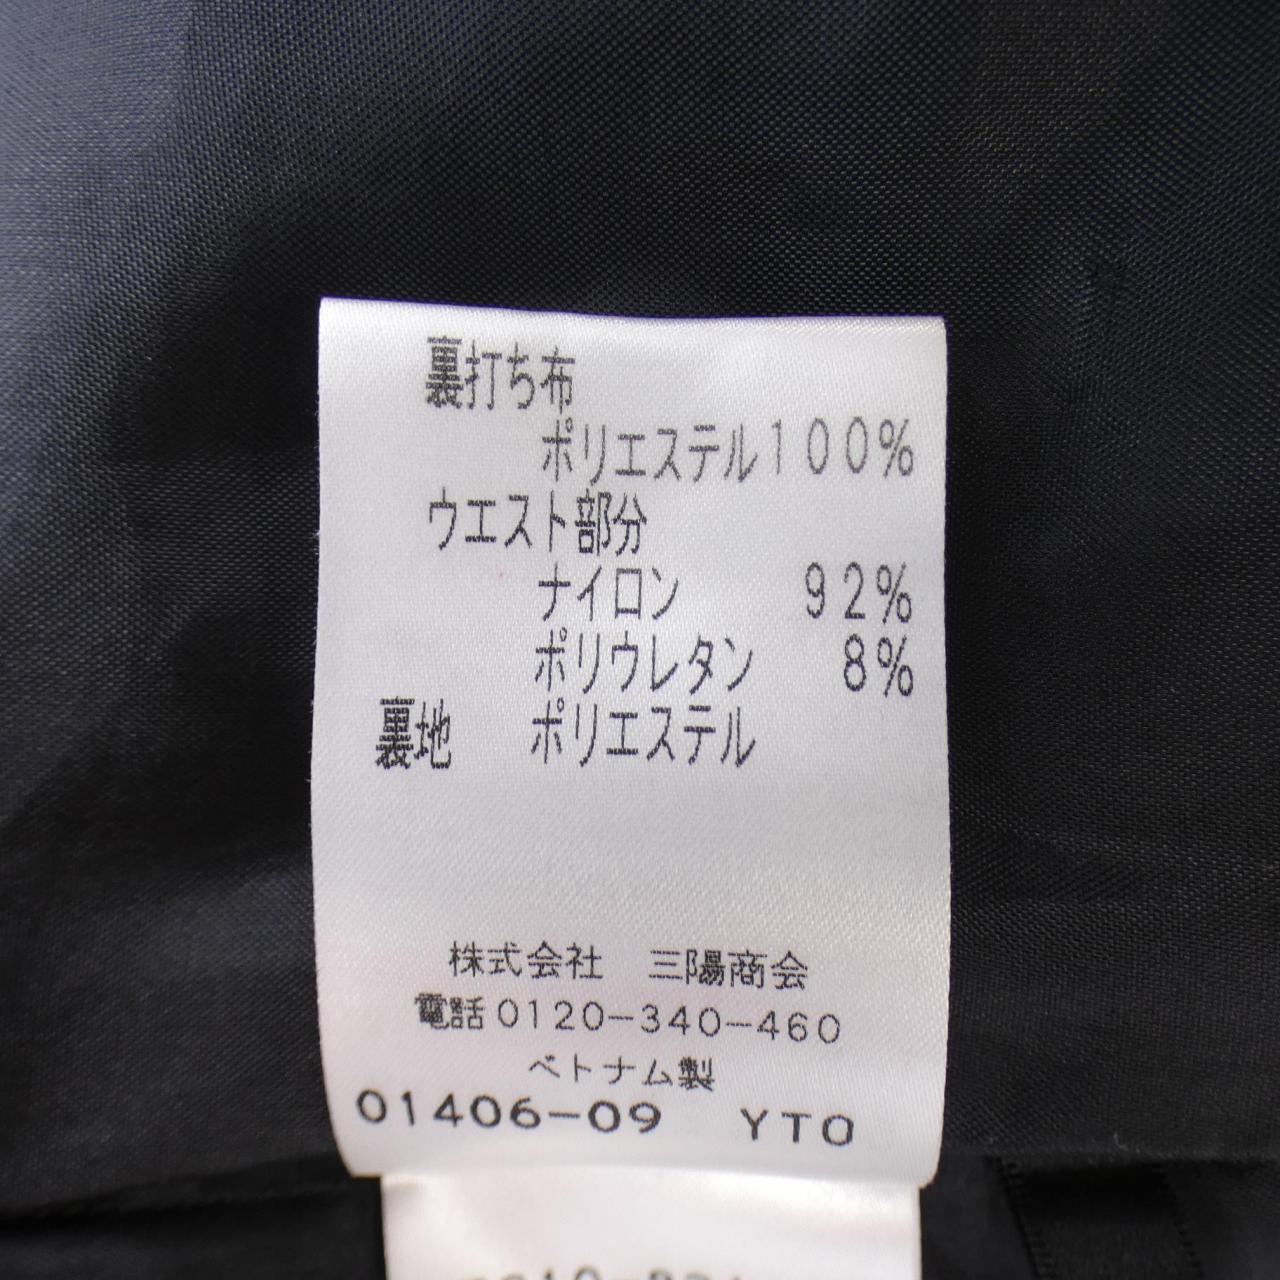 裏打ち布
ポリエステル100%
ウエスト部分
ナイロン 92%
ポリウレタン 8%
裏地 ポリエステル
株式会社 三陽商会
電話0120-340-460
ベトナム製
01406-09 YTO